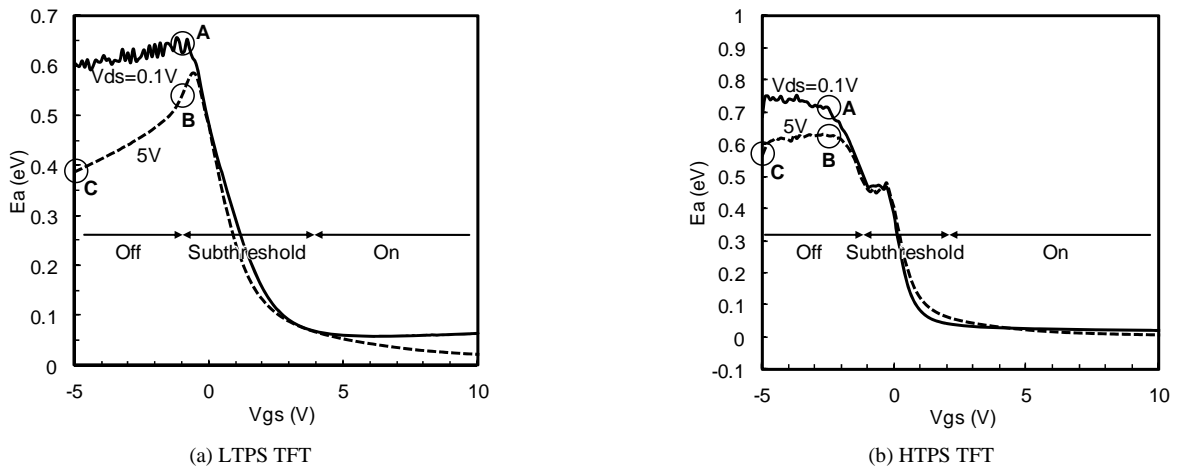 0.7
0.6
0.5
0.4
0.3
0.2
0.1
0
Ea (eV)
A
Vds=0.1V
B
5V
C
Off
Subthreshold
On
-5
0
5
10
Vgs (V)
(a) LTPS TFT
1
0.9
0.8
0.7
0.6
0.5
0.4
0.3
0.2
0.1
0
-0.1
Ea (eV)
Vds=0.1V
A
5V
B
C
Off
Subthreshold
On
-5
0
5
10
Vgs (V)
(b) HTPS TFT